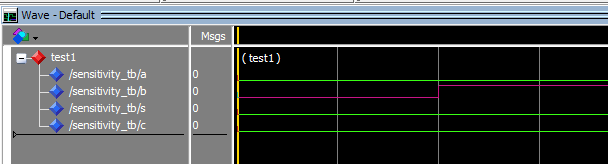 Wave - Default
Msgs
test1
(test1)
/sensitivity_tb/a 0
/sensitivity_tb/b 0
/sensitivity_tb/s 0
/sensitivity_tb/c 0